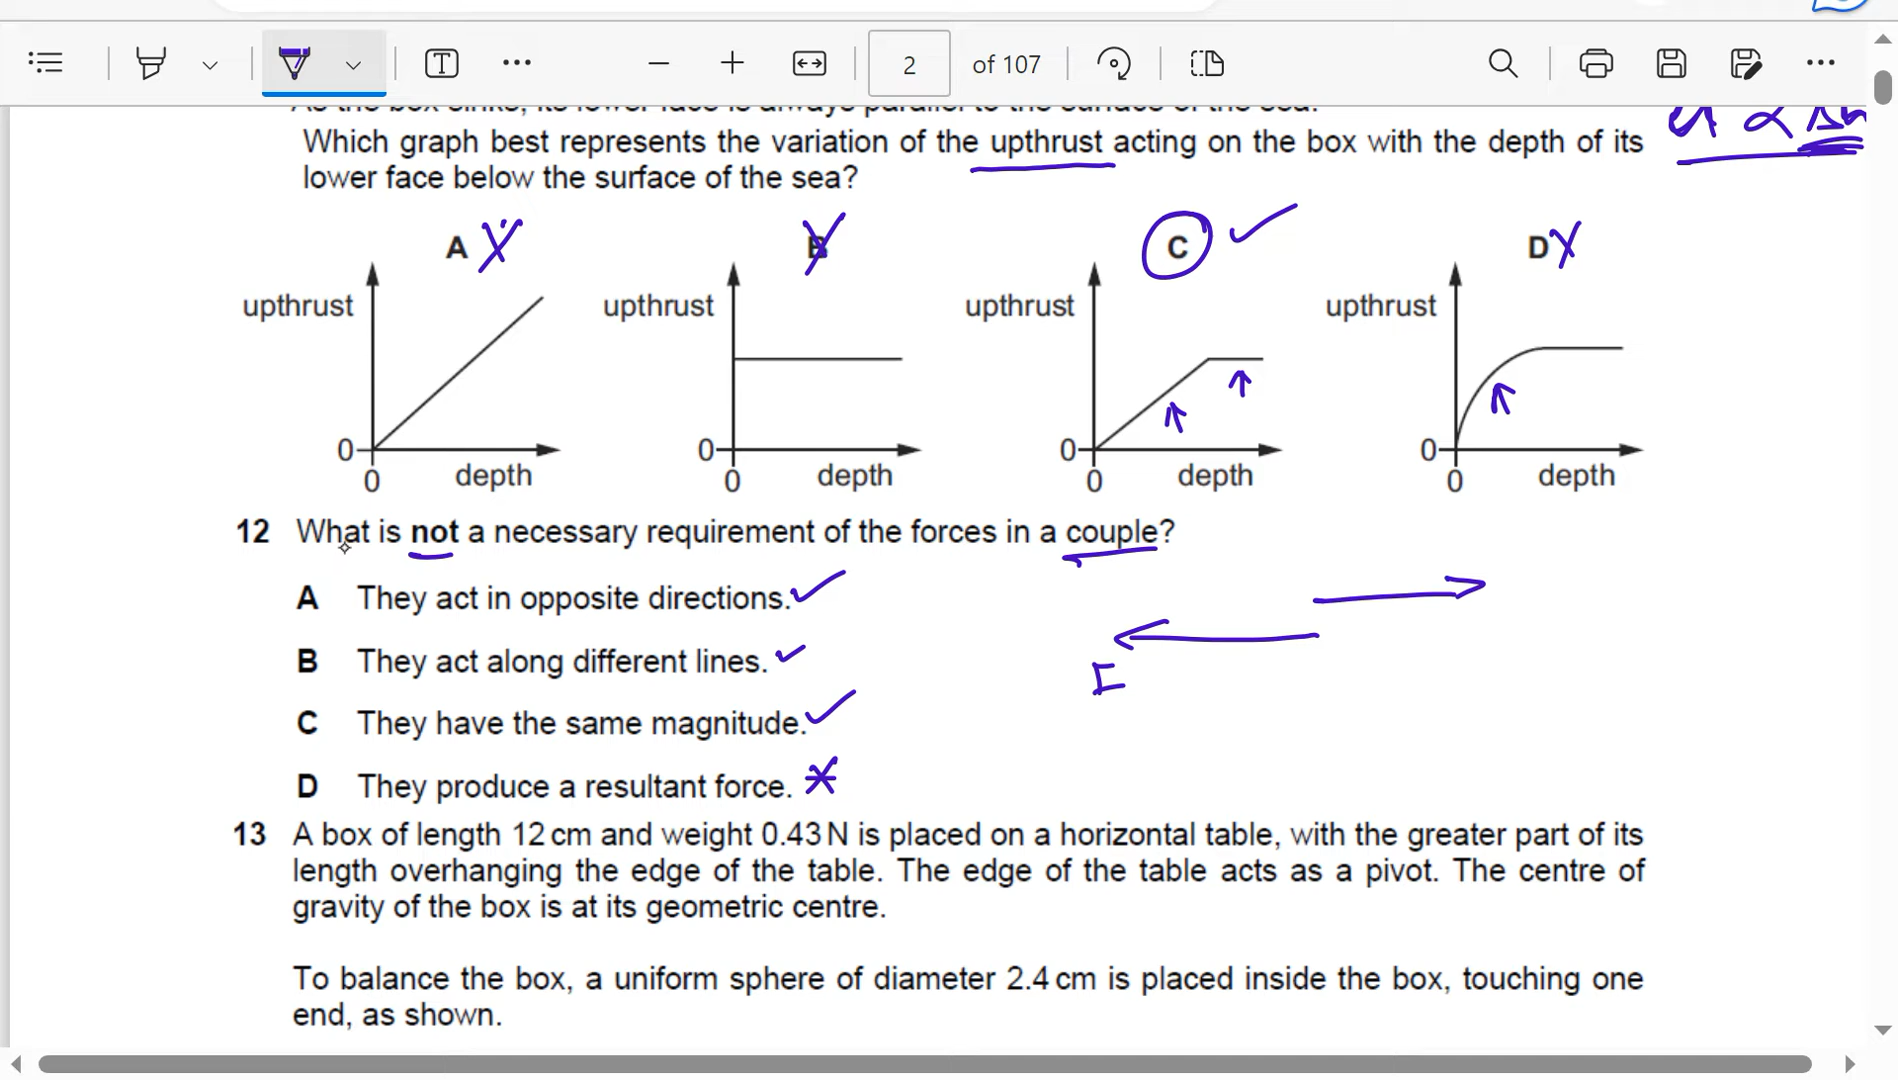 2 of 107
Which graph best represents the variation of the upthrust acting on the box with the depth of its
lower face below the surface of the sea?
A B C D
upthrust upthrust upthrust upthrust
0 0 0 0
0 depth 0 depth 0 depth 0 depth
12 What is not a necessary requirement of the forces in a couple?
A They act in opposite directions.
B They act along different lines.
F
C They have the same magnitude.
D They produce a resultant force.
13 A box of length 12 cm and weight 0.43 N is placed on a horizontal table, with the greater part of its
length overhanging the edge of the table. The edge of the table acts as a pivot. The centre of
gravity of the box is at its geometric centre.
To balance the box, a uniform sphere of diameter 2.4 cm is placed inside the box, touching one
end, as shown.